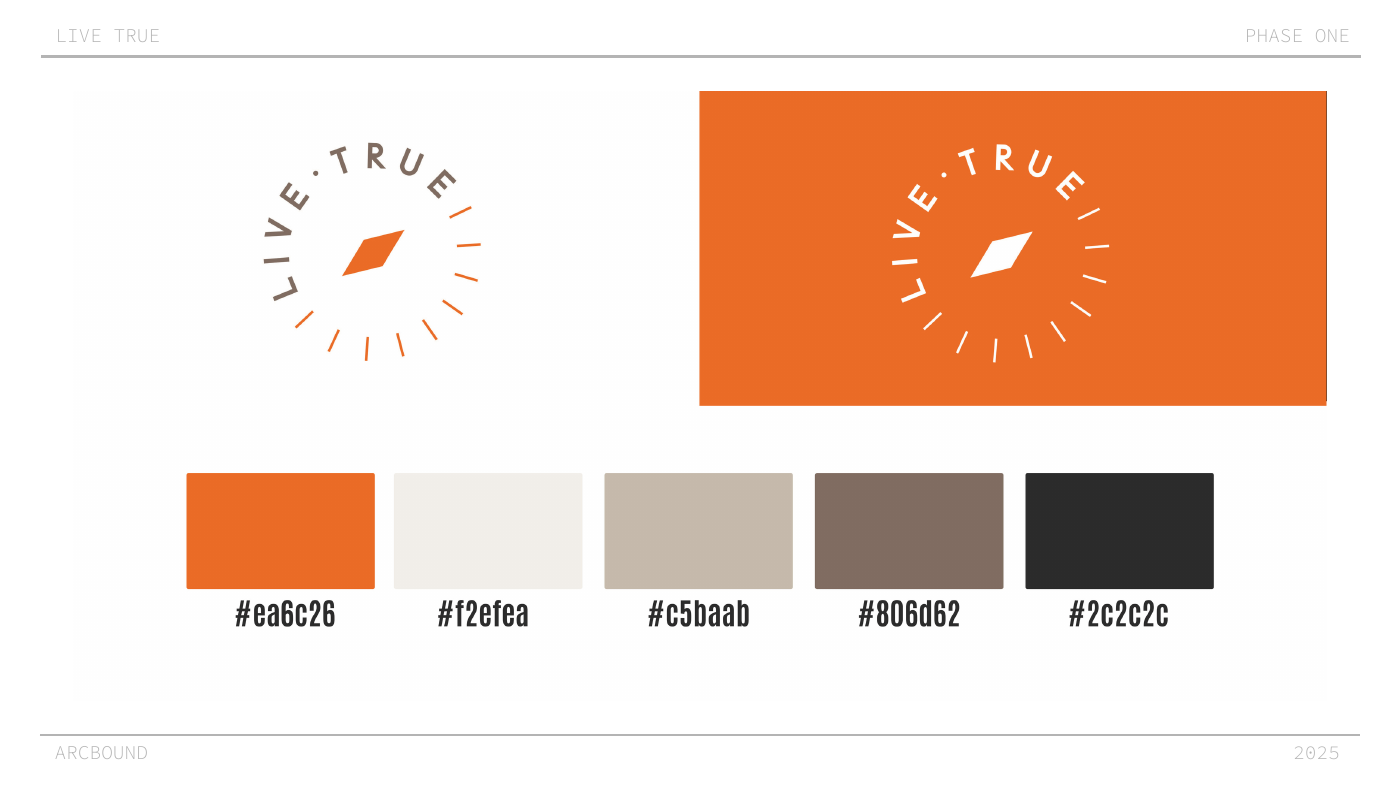 LIVE TRUE
PHASE ONE
LIVE·TRUE
LIVE·TRUE
#ea6c26
#f2efea
#c5baab
#806d62
#2c2c2c
ARCBOUND
2025